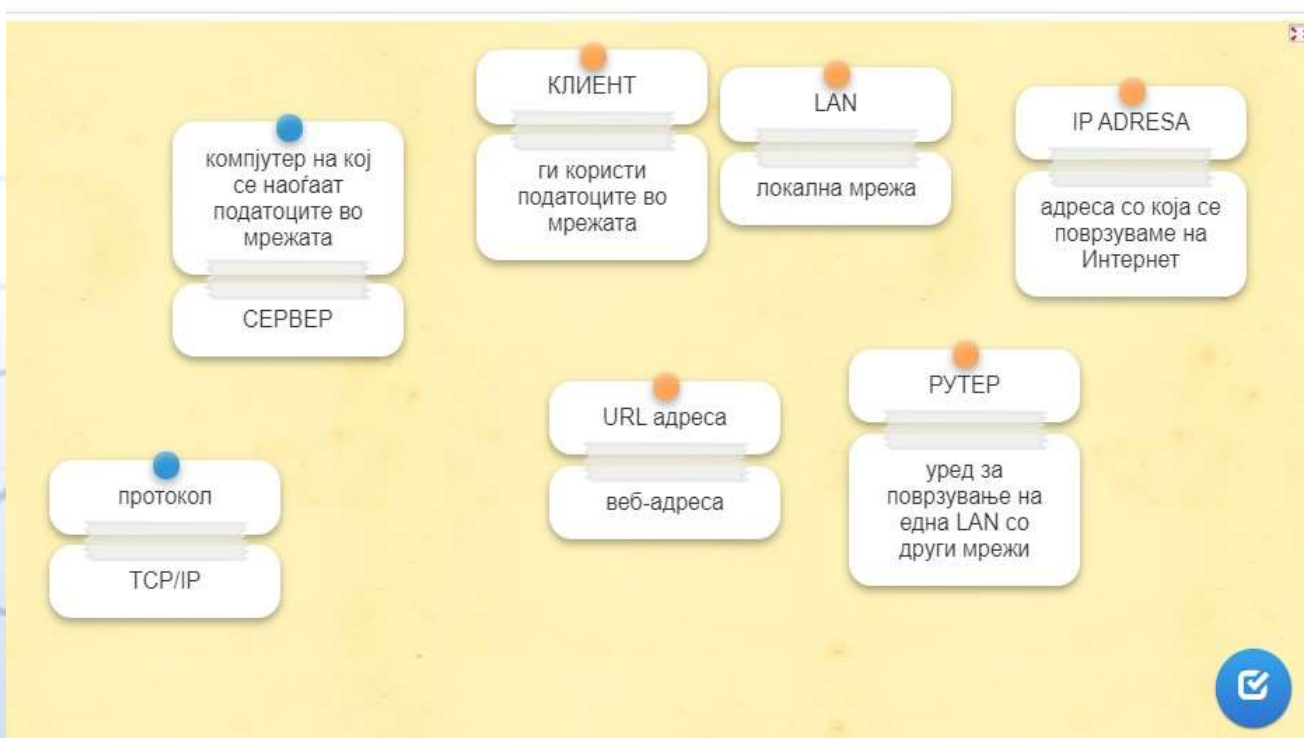 КЛИЕНТ
ги користи
податоците во
мрежата
LAN
локална мрежа
IP ADRESA
адреса со која се
поврзуваме на
Интернет
компјутер на кој
се наоѓаат
податоците во
мрежата
СЕРВЕР
URL адреса
веб-адреса
РУТЕР
уред за
поврзување на
една LAN со
други мрежи
протокол
TCP/IP